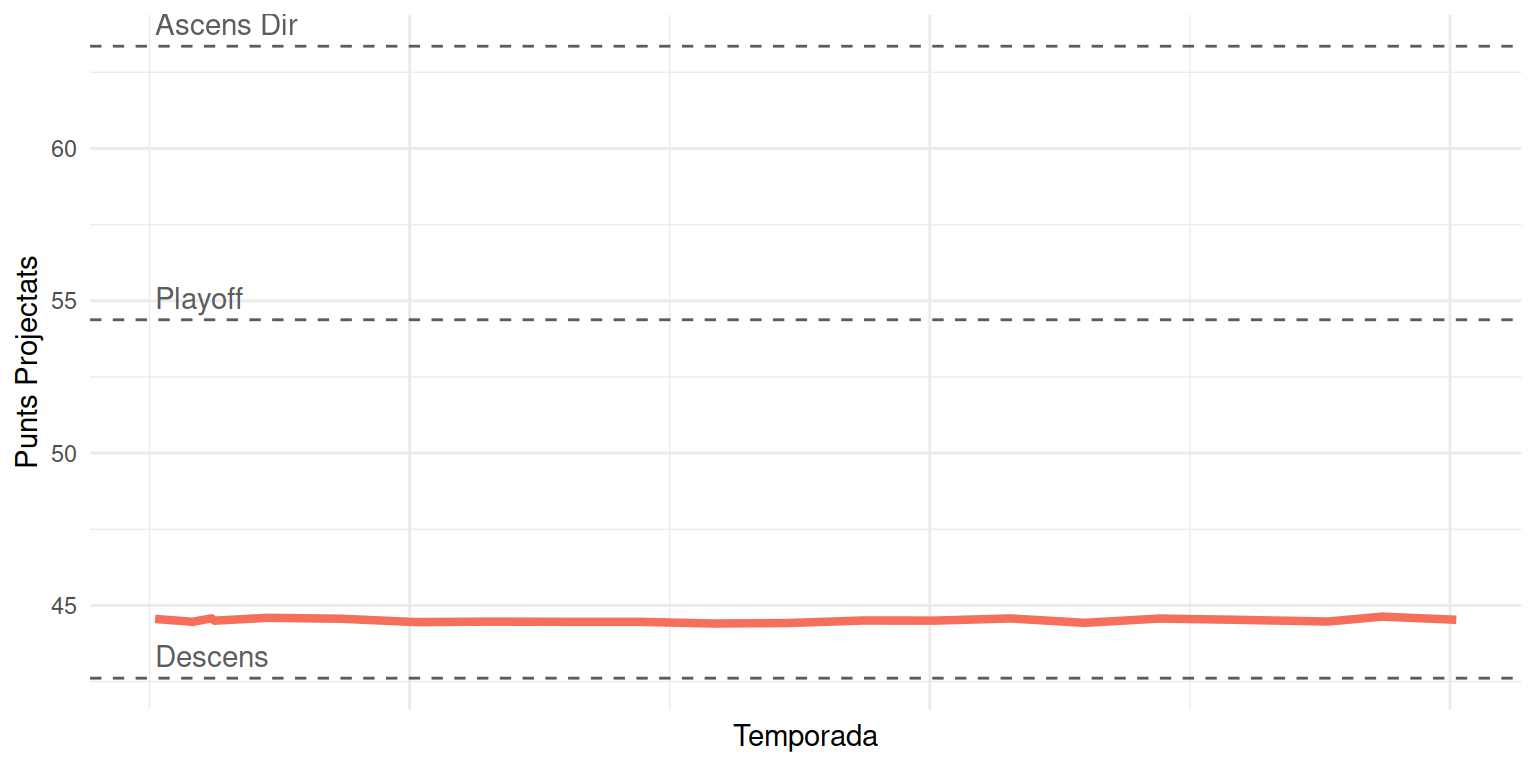 Ascens Dir
60
Playoff
55
50
45
Descens
Punts Projectats
Temporada